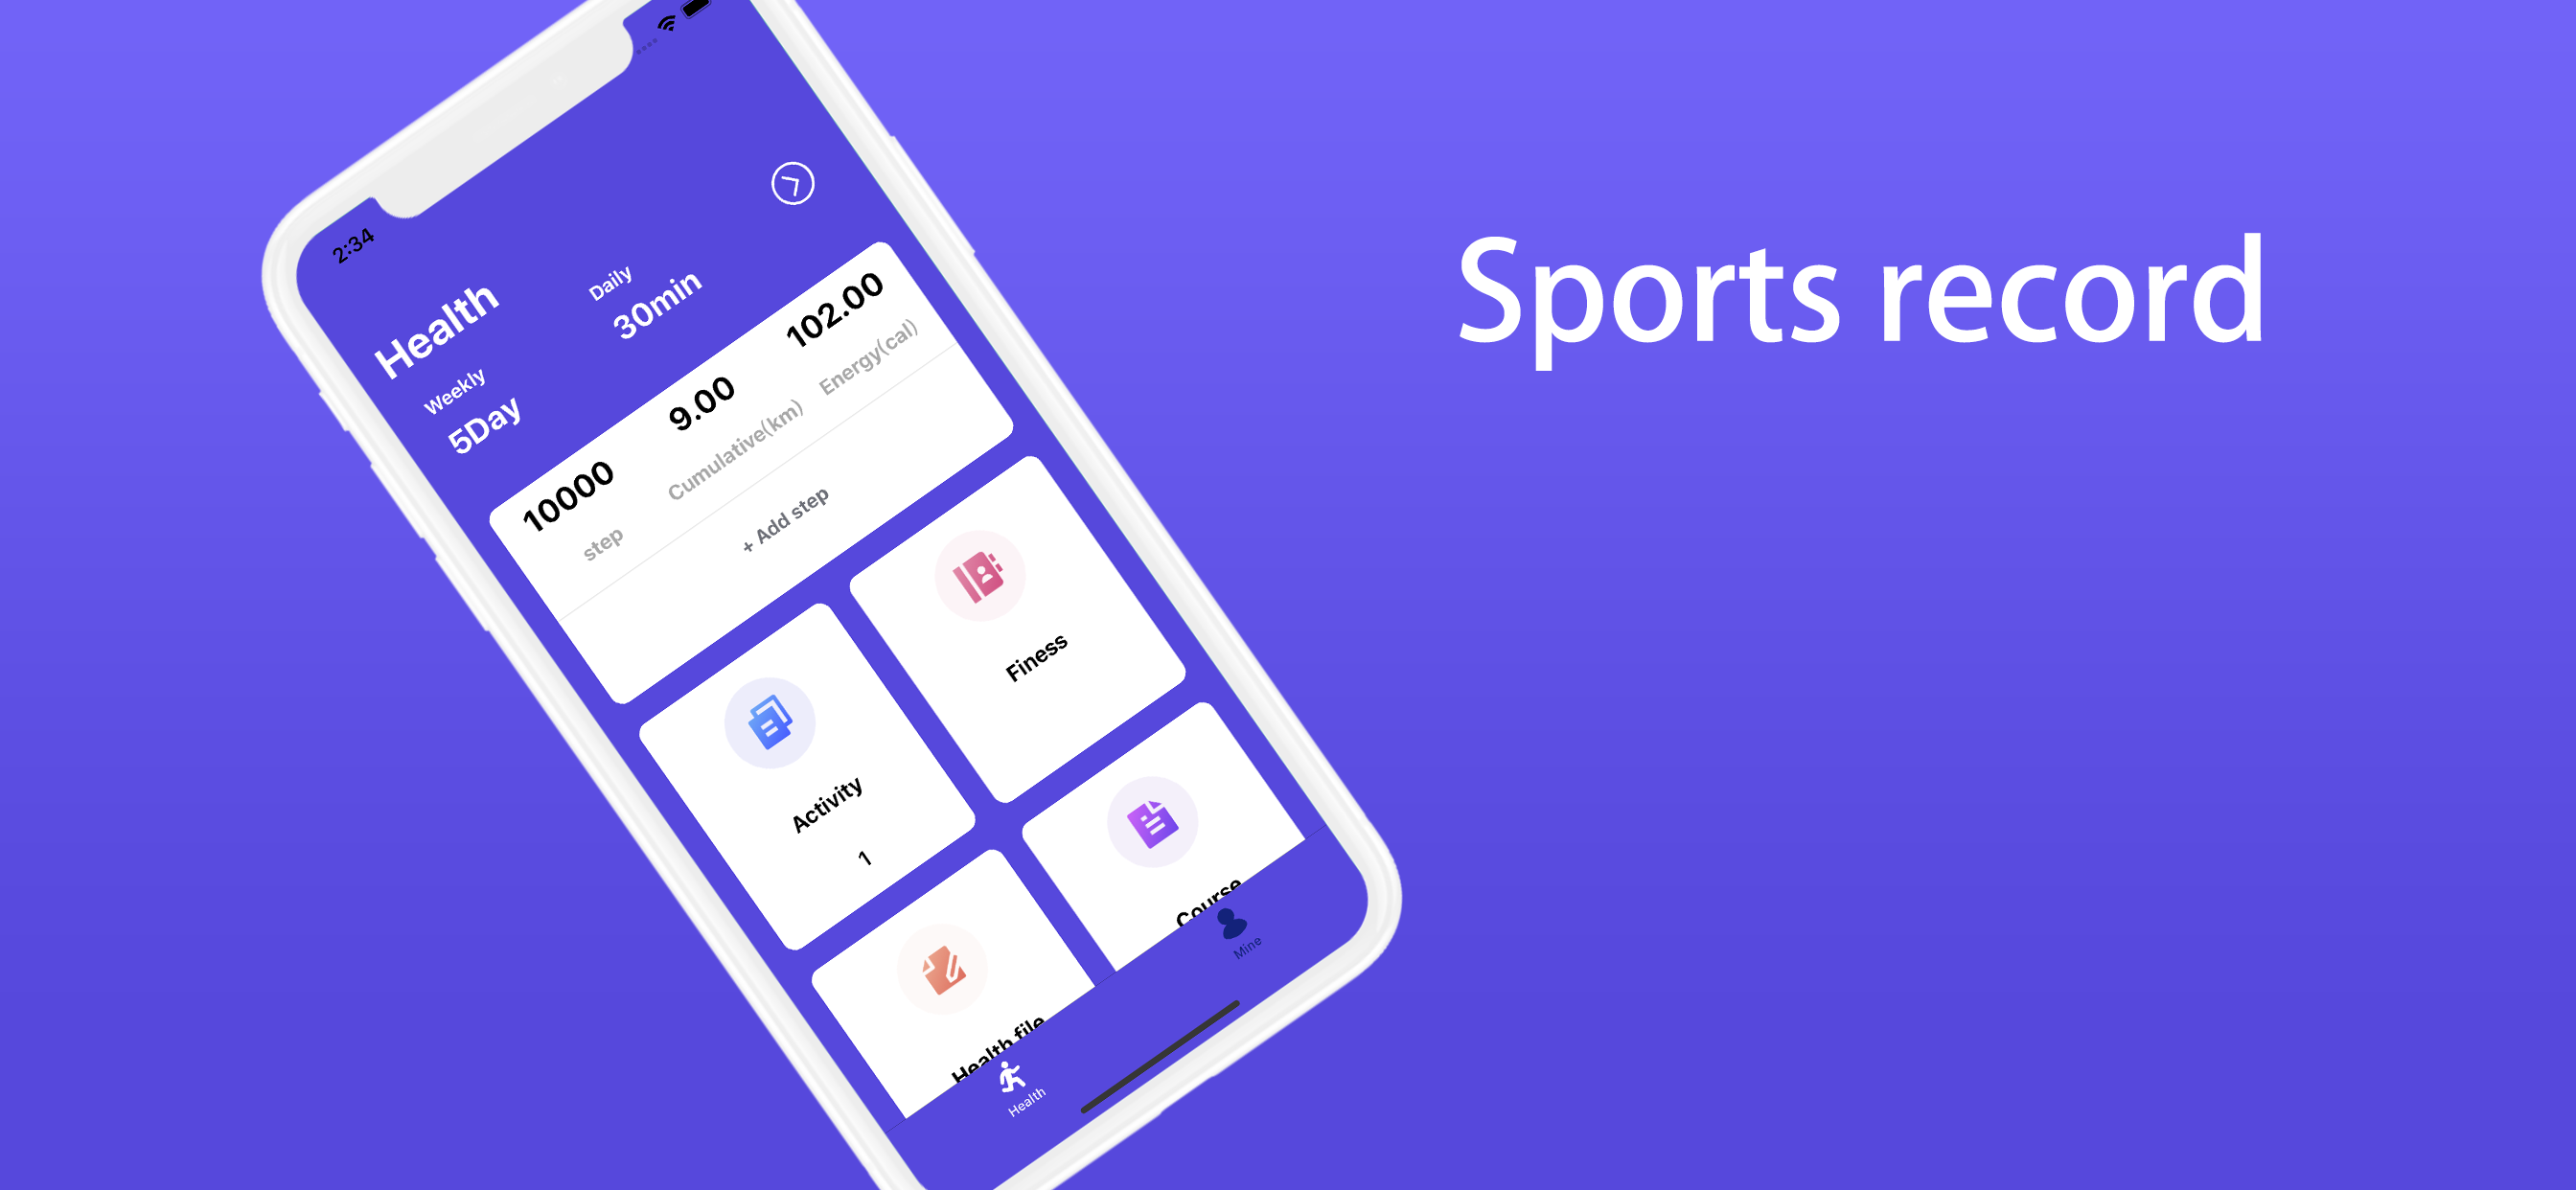 Sports record
2:34
Health
Weekly
5Day
Daily
30min
10000
step
9.00
Cumulative(km)
102.00
Energy(cal)
+ Add step
Activity
1
Finess
Health file
Course
Health
Mine